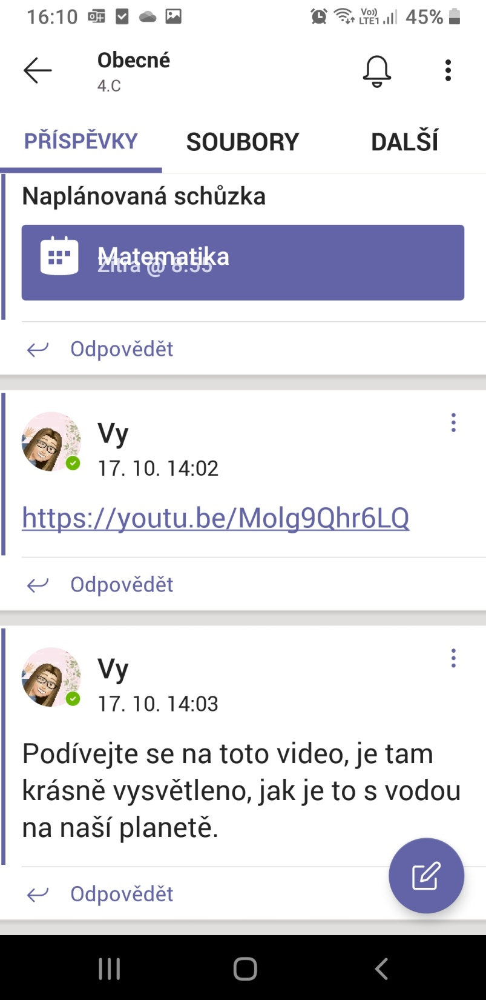 16:10
Vo))
LTE1
45%
Obecné
4.C
PŘÍSPĚVKY SOUBORY DALŠÍ
Naplánovaná schůzka
Matematika
Zítra @ 8:55
Odpovědět
Vy
17. 10. 14:02
https://youtu.be/Molg9Qhr6LQ
Odpovědět
Vy
17. 10. 14:03
Podívejte se na toto video, je tam
krásně vysvětleno, jak je to s vodou
na naší planetě.
Odpovědět